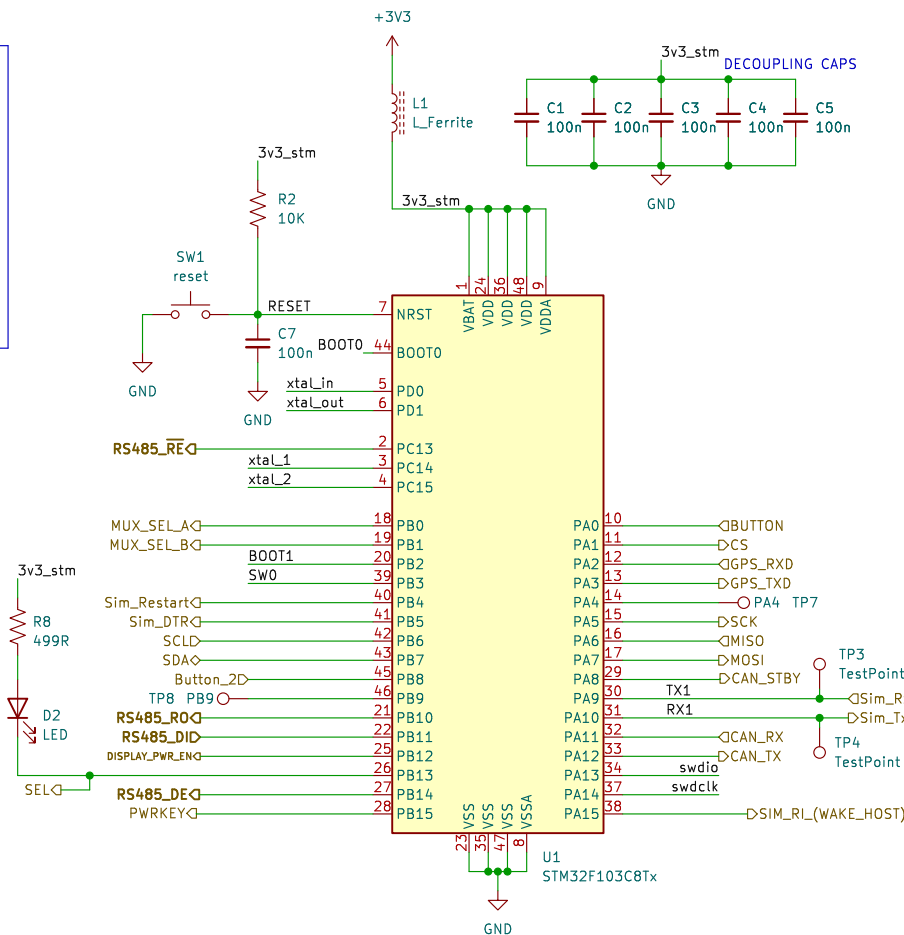 +3V3
3v3_stm
DECOUPLING CAPS
C1
100n
C2
100n
C3
100n
C4
100n
C5
100n
GND
L1
L_Ferrite
3v3_stm
R2
10K
3v3_stm
SW1
reset
RESET
C7
100n
GND
GND
BOOT0
xtal_in
xtal_out
RS485_RE
xtal_1
xtal_2
MUX_SEL_A
MUX_SEL_B
BOOT1
SW0
3v3_stm
R8
499R
Sim_Restart
Sim_DTR
SCL
SDA
Button_2
TP8 PB9
RS485_RO
D2
LED
RS485_DI
DISPLAY_PWR_EN
SEL
RS485_DE
PWRKEY
1 24 36 48 9
VBAT VDD VDD VDD VDDA
7 NRST
44 BOOT0
5 PD0
6 PD1
2 PC13
3 PC14
4 PC15
18 PB0 PA0 10 BUTTON
19 PB1 PA1 11 CS
20 PB2 PA2 12 GPS_RXD
39 PB3 PA3 13 GPS_TXD
40 PB4 PA4 14 PA4 TP7
41 PB5 PA5 15 SCK
42 PB6 PA6 16 MISO
43 PB7 PA7 17 MOSI
45 PB8 PA8 29 CAN_STBY
46 PB9 PA9 30 TX1
21 PB10 PA10 31 RX1
22 PB11 PA11 32 CAN_RX
25 PB12 PA12 33 CAN_TX
26 PB13 PA13 34 swdio
27 PB14 PA14 37 swdclk
28 PB15 PA15 38 SIM_RI_(WAKE_HOST)
TP3
TestPoint
Sim_R
Sim_T
TP4
TestPoint
VSS VSS VSS VSSA
23 35 47 8
U1
STM32F103C8Tx
GND